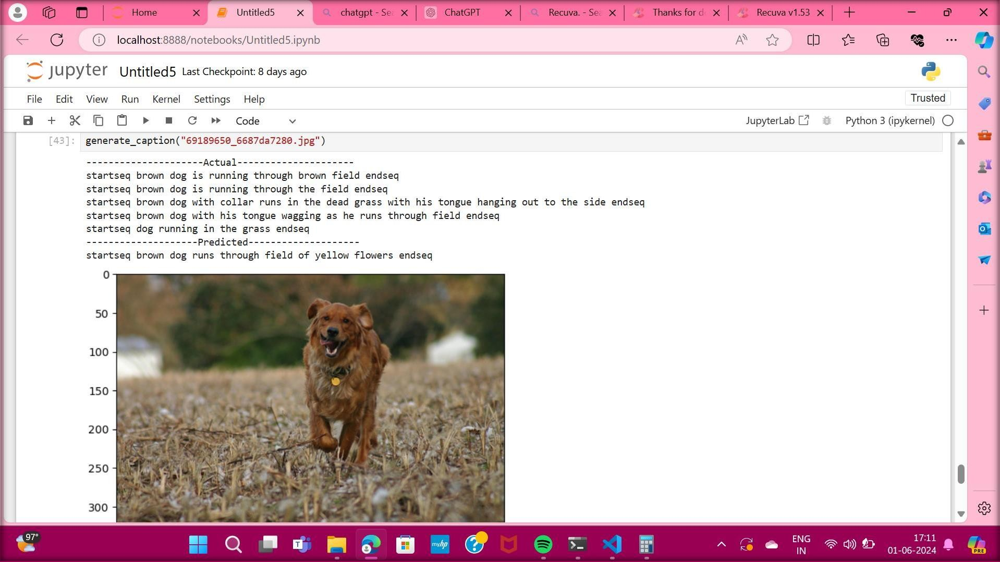 Home
Untitled5
chatgpt - Sea
ChatGPT
Recuva. - Sea
Thanks for do
Recuva v1.53
localhost:8888/notebooks/Untitled5.ipynb
jupyter Untitled5 Last Checkpoint: 8 days ago
File Edit View Run Kernel Settings Help
Trusted
Code
JupyterLab
Python 3 (ipykernel)
[43]: generate_caption("69189650_6687da7280.jpg")
---------------------Actual---------------------
startseq brown dog is running through brown field endseq
startseq brown dog is running through the field endseq
startseq brown dog with collar runs in the dead grass with his tongue hanging out to the side endseq
startseq brown dog with his tongue wagging as he runs through field endseq
startseq dog running in the grass endseq
--------------------Predicted--------------------
startseq brown dog runs through field of yellow flowers endseq
0
50
100
150
200
250
300
97°
myhp
ENG
IN
17:11
01-06-2024
PRE